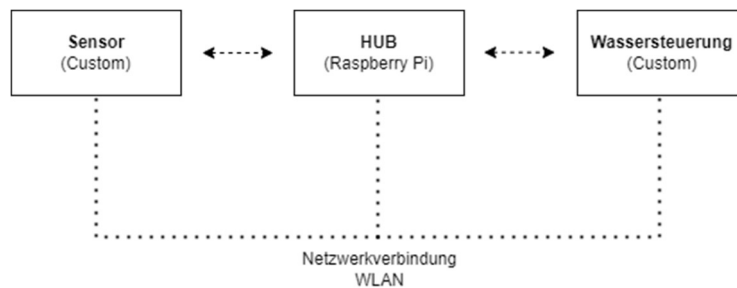 Sensor
(Custom)
HUB
(Raspberry Pi)
Wassersteuerung
(Custom)
Netzwerkverbindung
WLAN